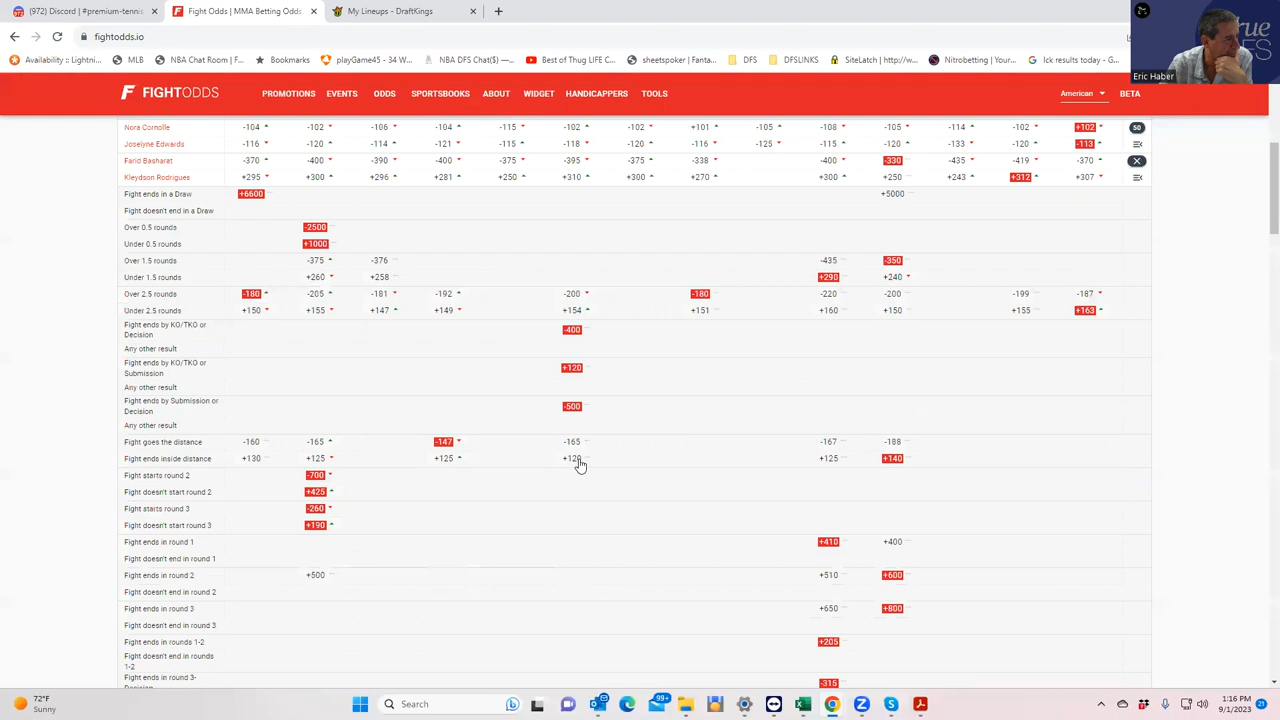 (972) Discord | #premium-tennis
Fight Odds | MMA Betting Odds
My Lineups - DraftKings
fightodds.io
Availability :: Lightni...
MLB
NBA Chat Room :: F...
Bookmarks
playGame45 - 34 W...
NBA DFS Chat($) -...
Best of Thug LIFE C...
sheetspoker - Fanta...
DFS
DFSLINKS
SiteLatch ( http://w...
Nitrobetting | Your...
Ick results today - G...
Eric Haber
FIGHTODDS
PROMOTIONS EVENTS ODDS SPORTSBOOKS ABOUT WIDGET HANDICAPPERS TOOLS American BETA
Nora Cornolle -104 -102 -106 -104 -115 -102 -102 +101 -105 -108 -105 -114 -102 +102 50
Joselyne Edwards -116 -120 -114 -121 -115 -118 -120 -116 -125 -115 -120 -133 -120 -113
Farid Basharat -370 -400 -390 -400 -375 -395 -375 -338 -400 -330 -435 -419 -370
Kleydson Rodrigues +295 +300 +296 +281 +250 +310 +300 +270 +300 +250 +243 +312 +307
Fight ends in a Draw +6600 +5000
Fight doesn't end in a Draw
Over 0.5 rounds -2500
Under 0.5 rounds +1000
Over 1.5 rounds -375 -376 -435 -350
Under 1.5 rounds +260 +258 +290 +240
Over 2.5 rounds -180 -205 -181 -192 -200 -180 -220 -200 -199 -187
Under 2.5 rounds +150 +155 +147 +149 +154 +151 +160 +150 +155 +163
Fight ends by KO/TKO or
Decision -400
Any other result
Fight ends by KO/TKO or
Submission +120
Any other result
Fight ends by Submission or
Decision -500
Any other result
Fight goes the distance -160 -165 -147 -165 -167 -188
Fight ends inside distance +130 +125 +125 +120 +125 +140
Fight starts round 2 -700
Fight doesn't start round 2 +425
Fight starts round 3 -260
Fight doesn't start round 3 +190
Fight ends in round 1 +410 +400
Fight doesn't end in round 1
Fight ends in round 2 +500 +510 +600
Fight doesn't end in round 2
Fight ends in round 3 +650 +800
Fight doesn't end in round 3
Fight ends in rounds 1-2 +205
Fight doesn't end in rounds
1-2
Fight ends in round 3- -315
72°F
Sunny
Search
99+
1:16 PM
9/1/2023
21